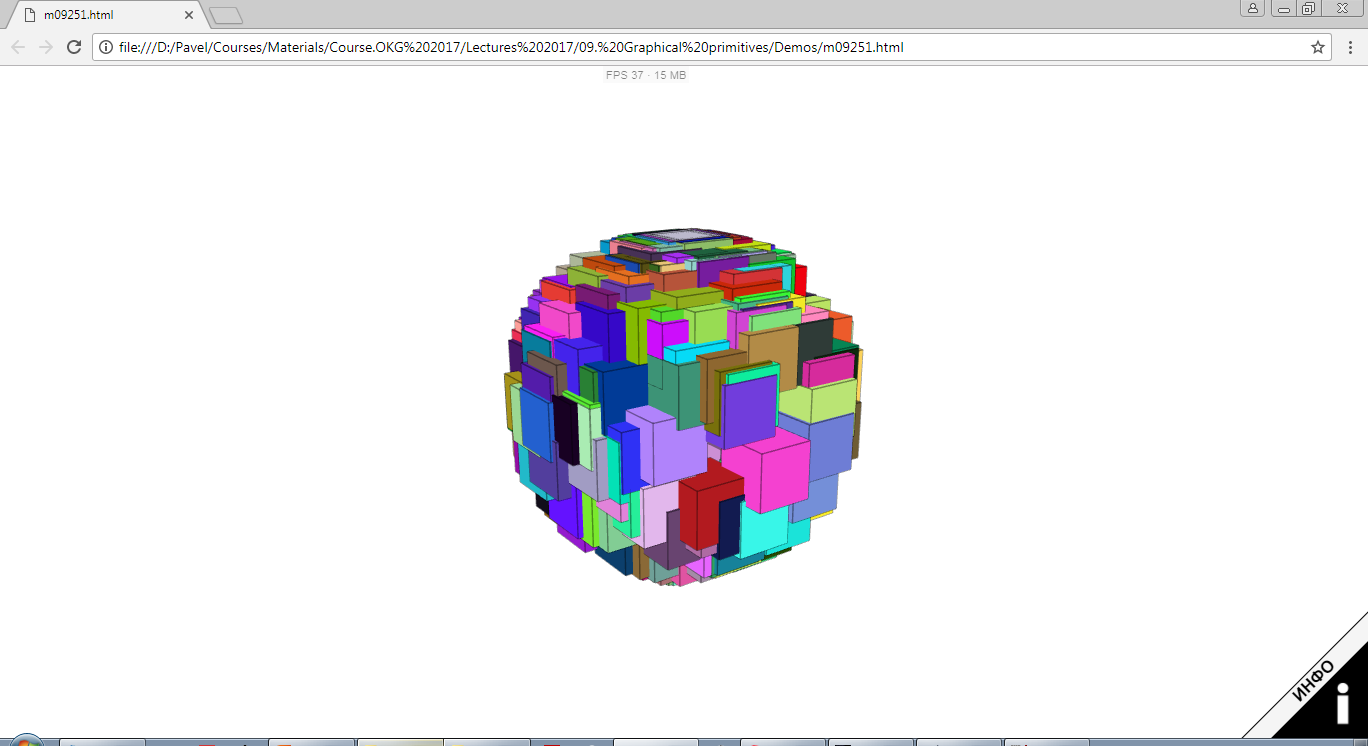 m09251.html
file:///D:/Pavel/Courses/Materials/Course.OKG%202017/Lectures%202017/09.%20Graphical%20primitives/Demos/m09251.html
FPS 37 · 15 MB
ИНФО
i